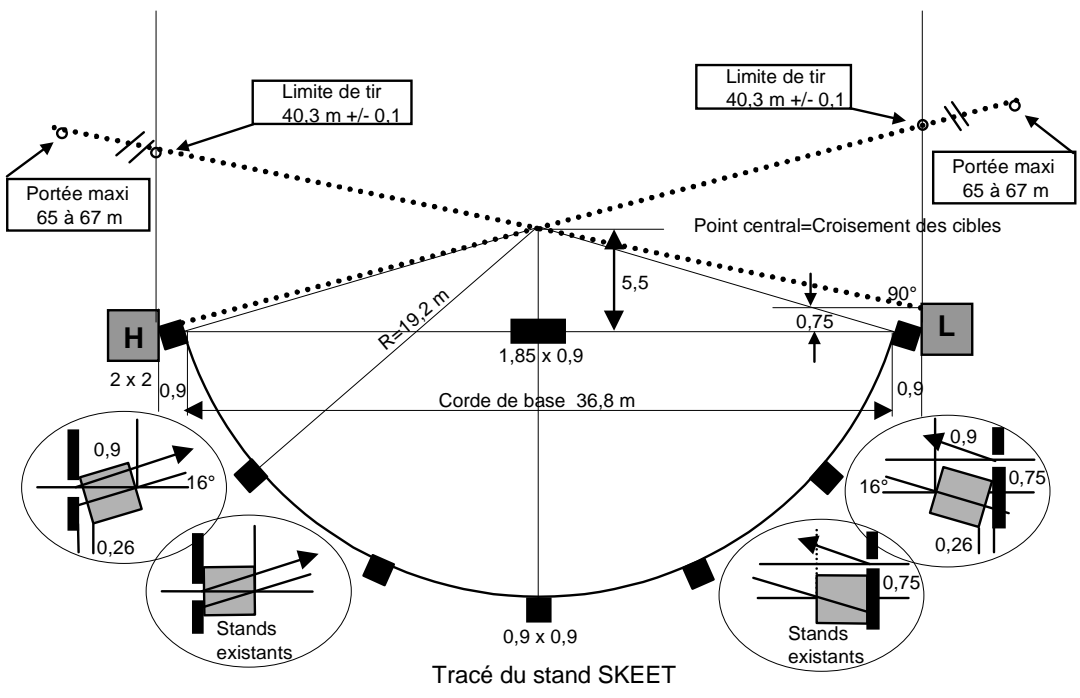 Limite de tir
40,3 m +/- 0,1
Limite de tir
40,3 m +/- 0,1
Portée maxi
65 à 67 m
Portée maxi
65 à 67 m
Point central=Croisement des cibles
5,5
90°
0,75
R=19,2 m
H
L
1,85 x 0,9
2 x 2
0,9
0,9
Corde de base 36,8 m
0,9
16°
0,26
0,9
0,75
16°
0,26
Stands
existants
0,75
Stands
existants
0,9 x 0,9
Tracé du stand SKEET